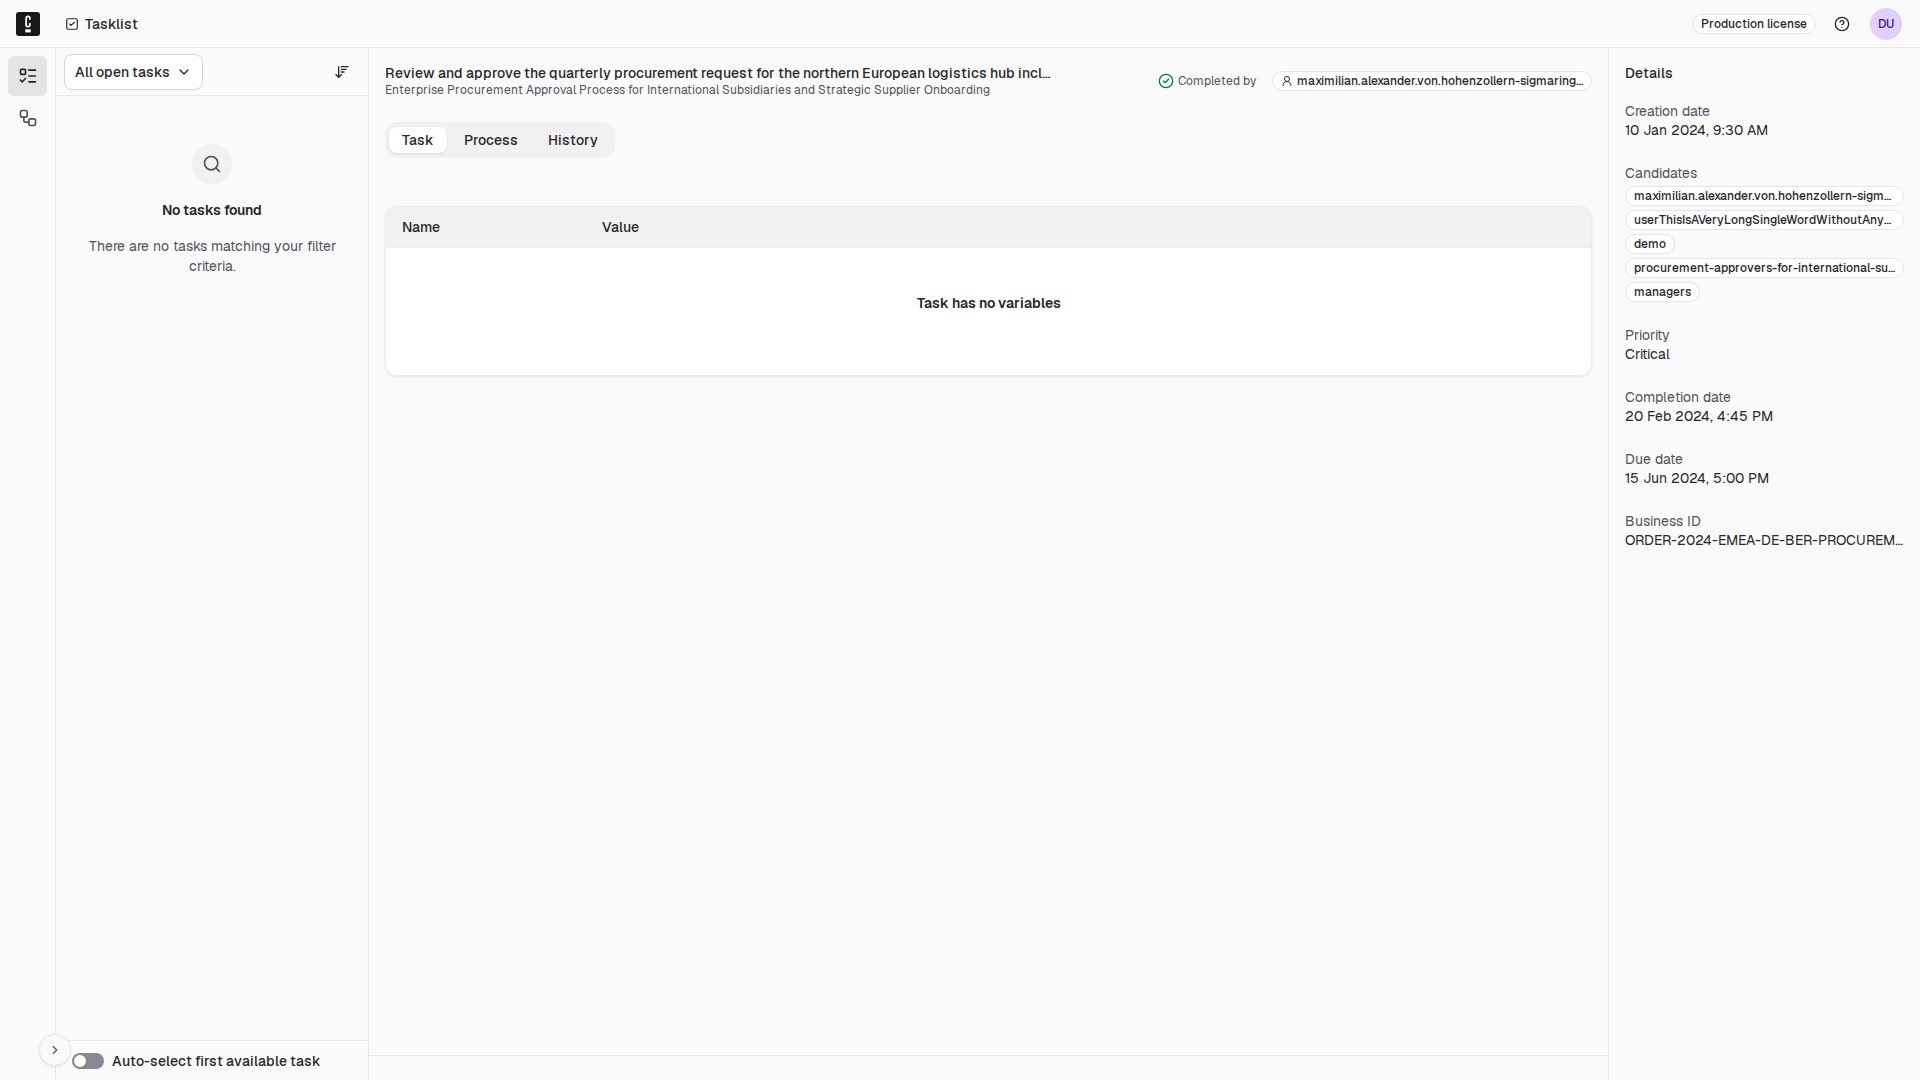 Tasklist
Production license
DU
All open tasks
No tasks found
There are no tasks matching your filter
criteria.
Auto-select first available task
Review and approve the quarterly procurement request for the northern European logistics hub incl...
Enterprise Procurement Approval Process for International Subsidiaries and Strategic Supplier Onboarding
Completed by
maximilian.alexander.von.hohenzollern-sigmaring...
Task
Process
History
Name
Value
Task has no variables
Details
Creation date
10 Jan 2024, 9:30 AM
Candidates
maximilian.alexander.von.hohenzollern-sigm...
userThisIsAVeryLongSingleWordWithoutAny...
demo
procurement-approvers-for-international-su...
managers
Priority
Critical
Completion date
20 Feb 2024, 4:45 PM
Due date
15 Jun 2024, 5:00 PM
Business ID
ORDER-2024-EMEA-DE-BER-PROCUREM...